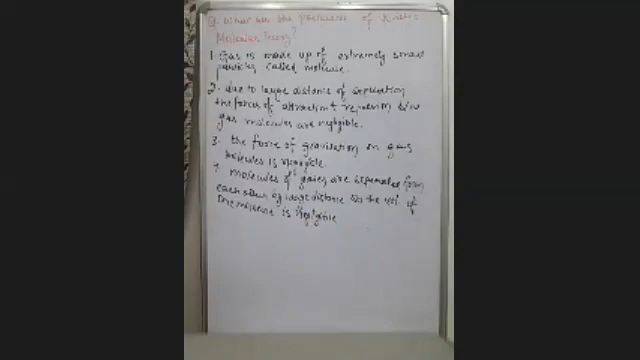 Q. What are the postulates of Kinetic
Molecular Theory?
1. Gas is made up of extremely small
particles called molecule.
2. due to large distance of separation
the forces of attraction & repulsion b/w
gas molecules are negligible.
3. the force of gravitation on gas
molecules is negligible.
4. molecules of gases are separated from
each other by large distance so the vol. of
the molecule is negligible